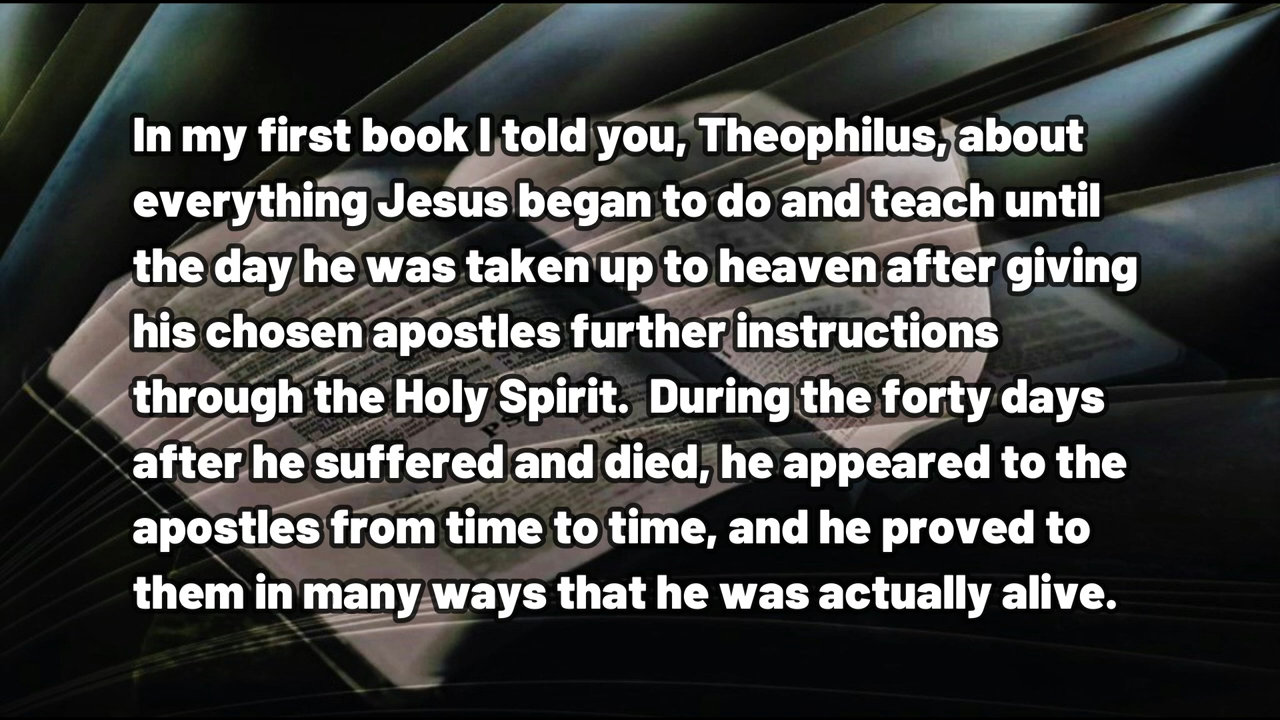 In my first book I told you, Theophilus, about
everything Jesus began to do and teach until
the day he was taken up to heaven after giving
his chosen apostles further instructions
through the Holy Spirit.  During the forty days
after he suffered and died, he appeared to the
apostles from time to time, and he proved to
them in many ways that he was actually alive.